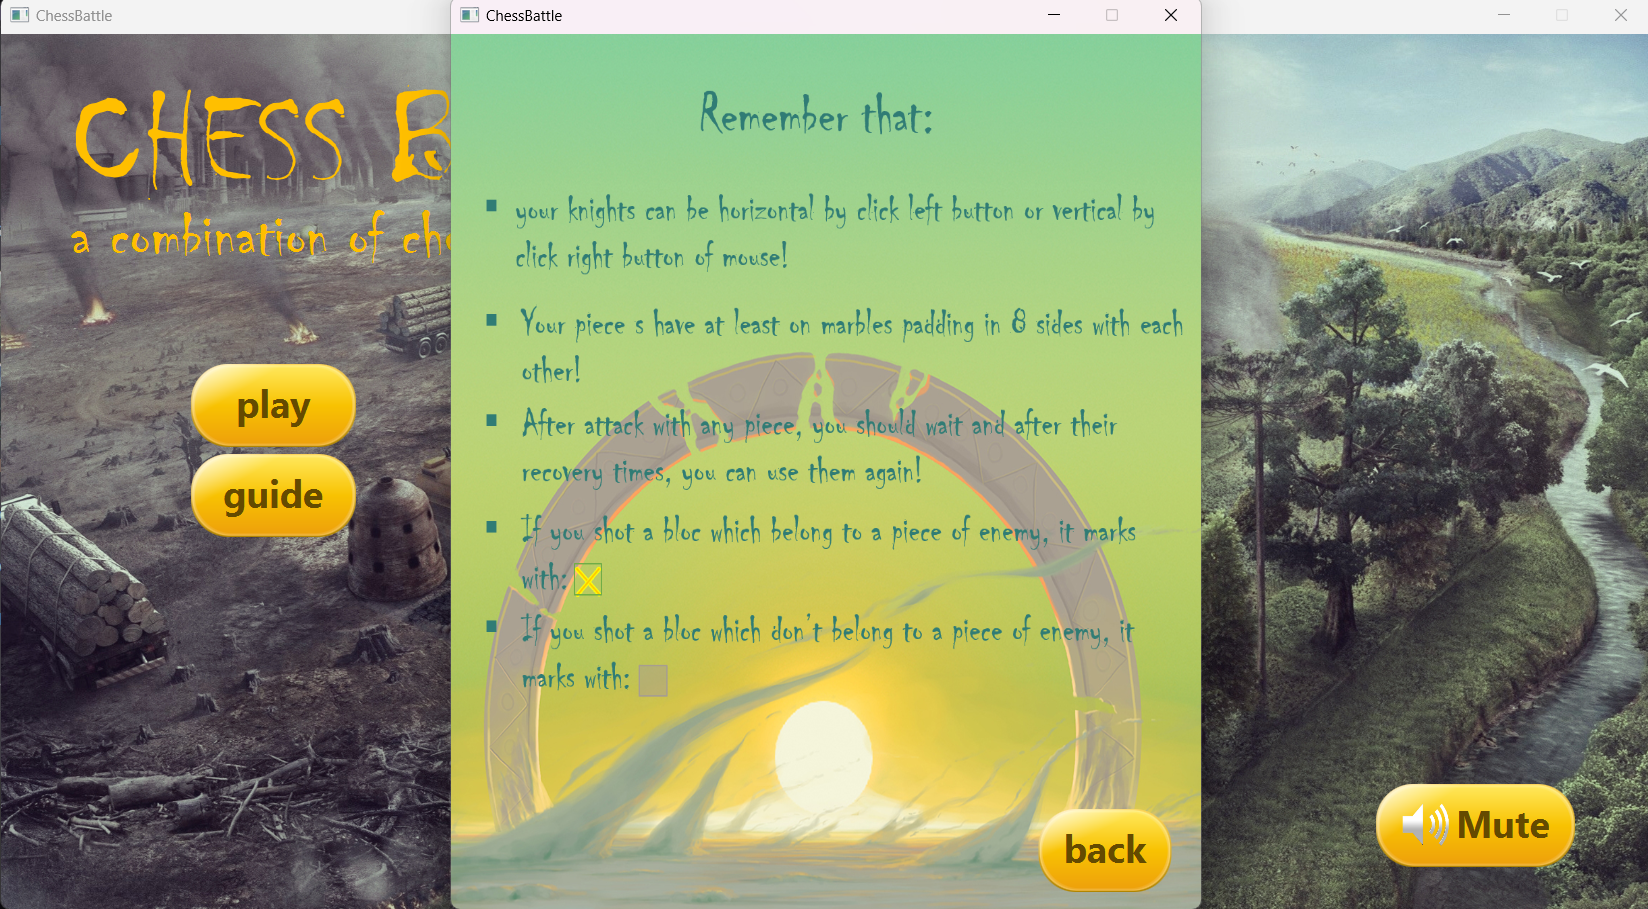 ChessBattle
CHESS
a combination of
play
guide
ChessBattle
Remember that:
▪ your knights can be horizontal by click left button or vertical by
click right button of mouse!
▪ Your piece s have at least on marbles padding in 8 sides with each
other!
▪ After attack with any piece, you should wait and after their
recovery times, you can use them again!
▪ If you shot a bloc which belong to a piece of enemy, it marks
with:
▪ If you shot a bloc which don't belong to a piece of enemy, it
marks with:
back
Mute